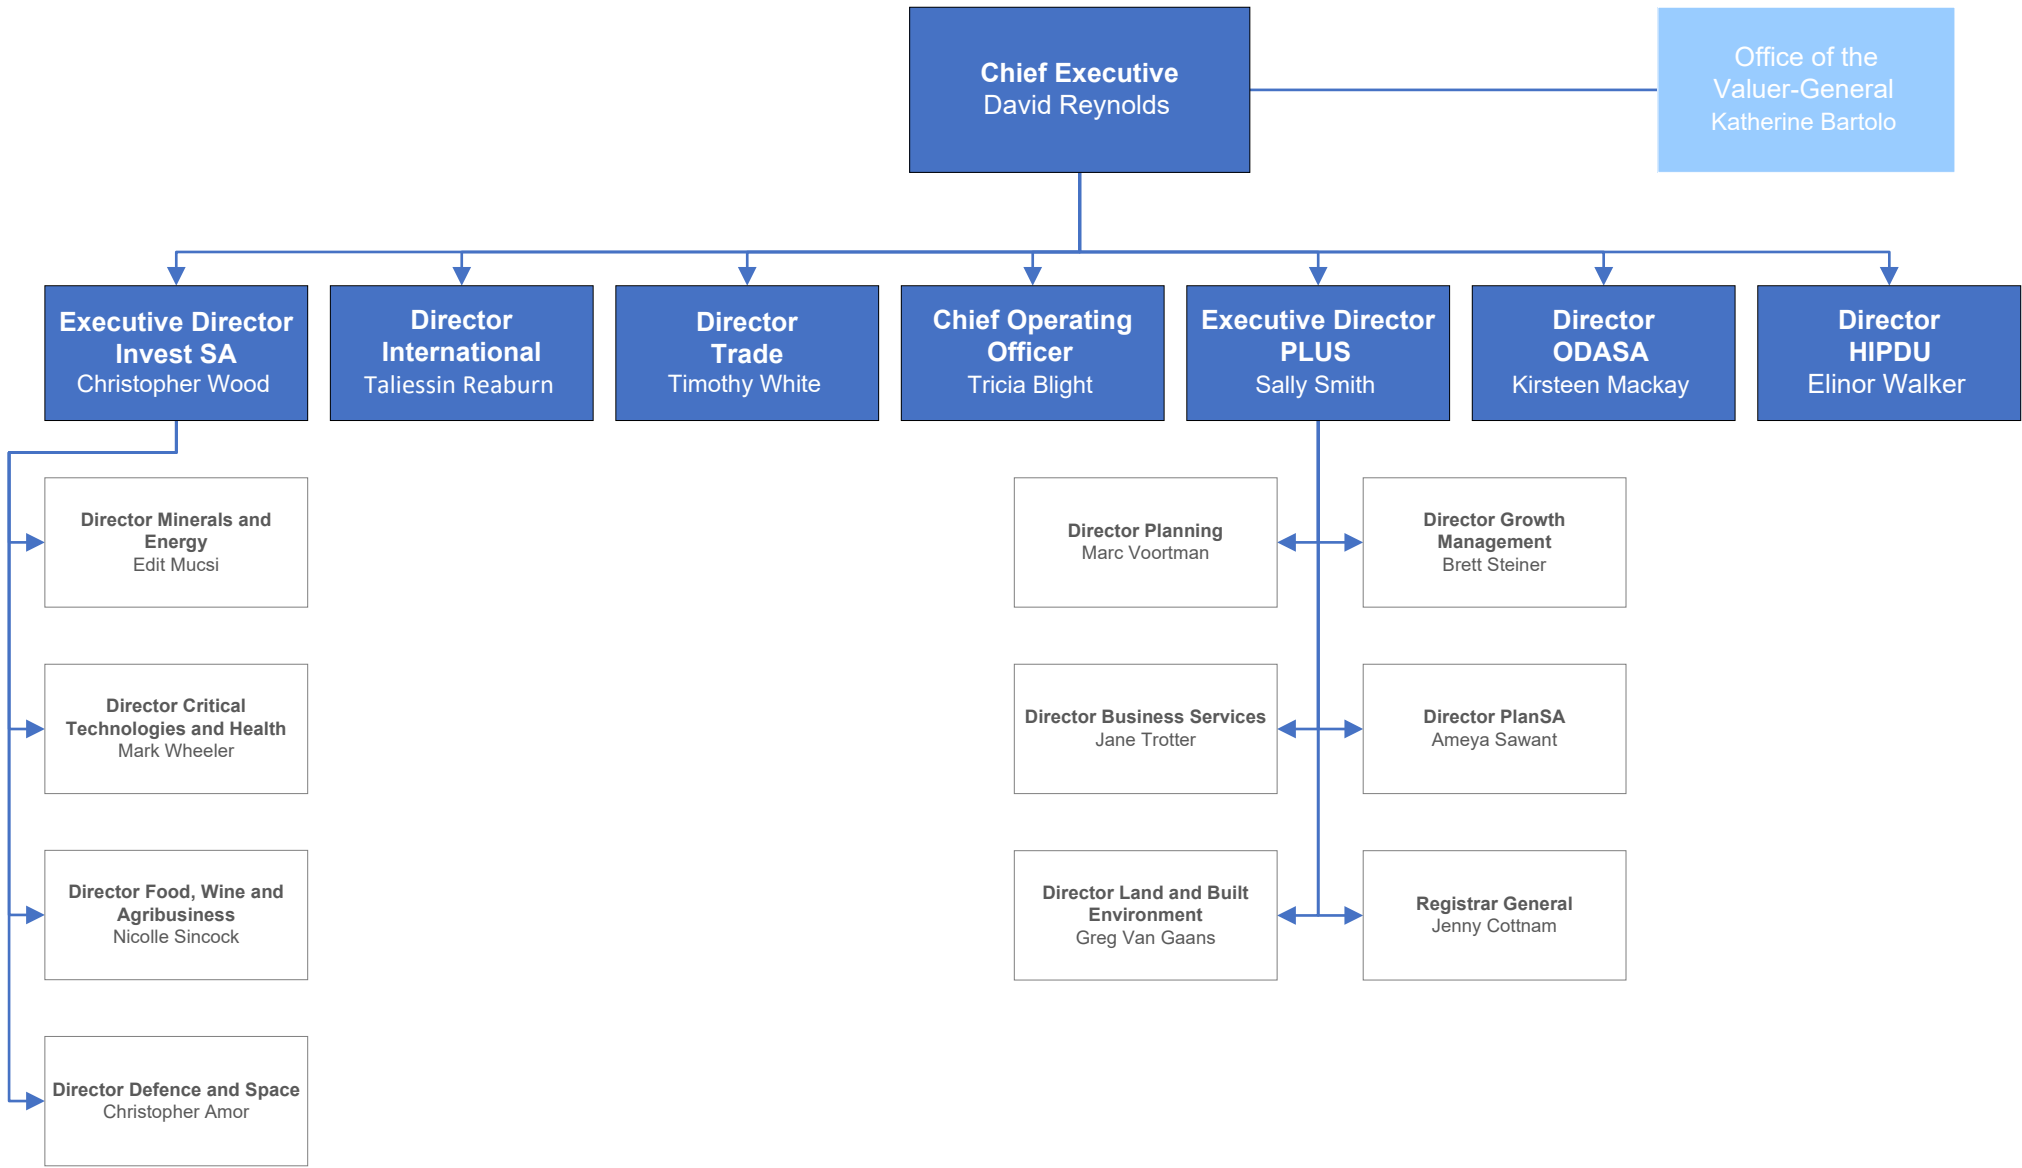 Chief Executive
David Reynolds
Office of the
Valuer-General
Katherine Bartolo
Executive Director
Invest SA
Christopher Wood
Director
International
Taliessin Reaburn
Director
Trade
Timothy White
Chief Operating
Officer
Tricia Blight
Executive Director
PLUS
Sally Smith
Director
ODASA
Kirsteen Mackay
Director
HIPDU
Elinor Walker
Director Minerals and
Energy
Edit Mucsi
Director Planning
Marc Voortman
Director Growth
Management
Brett Steiner
Director Critical
Technologies and Health
Mark Wheeler
Director Business Services
Jane Trotter
Director PlanSA
Ameya Sawant
Director Food, Wine and
Agribusiness
Nicolle Sincock
Director Land and Built
Environment
Greg Van Gaans
Registrar General
Jenny Cottnam
Director Defence and Space
Christopher Amor